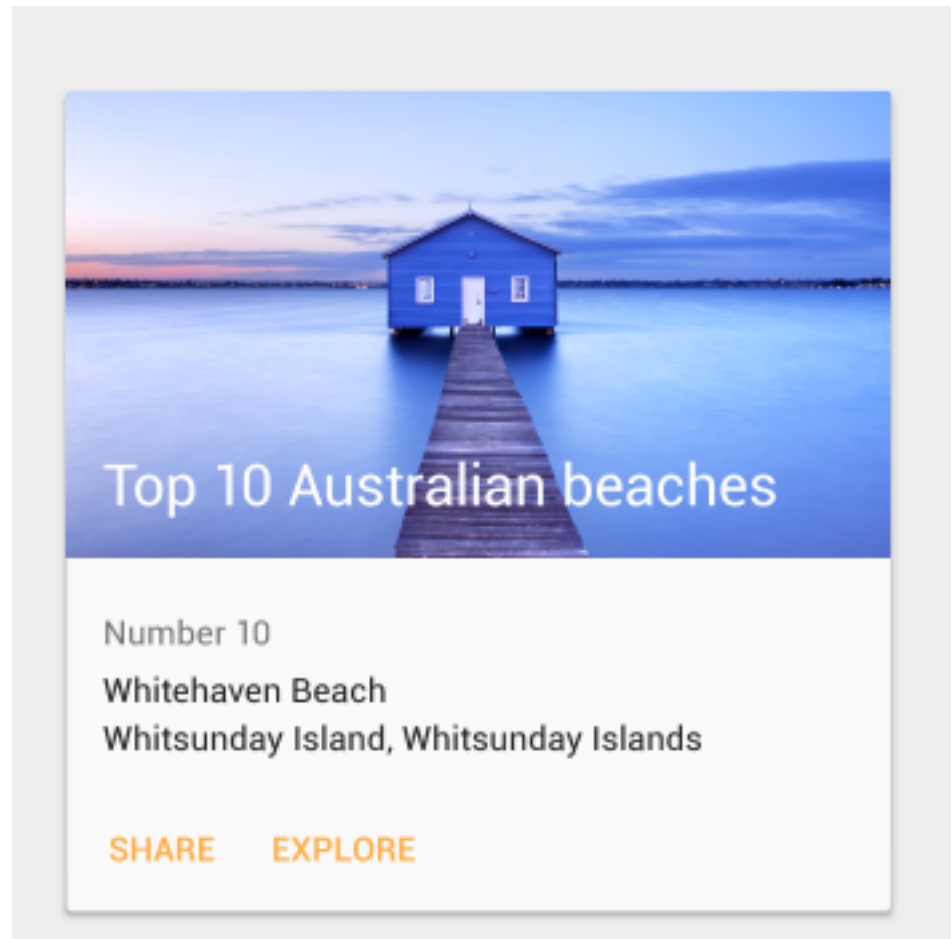 Top 10 Australian beaches
Number 10
Whitehaven Beach
Whitsunday Island, Whitsunday Islands
SHARE EXPLORE